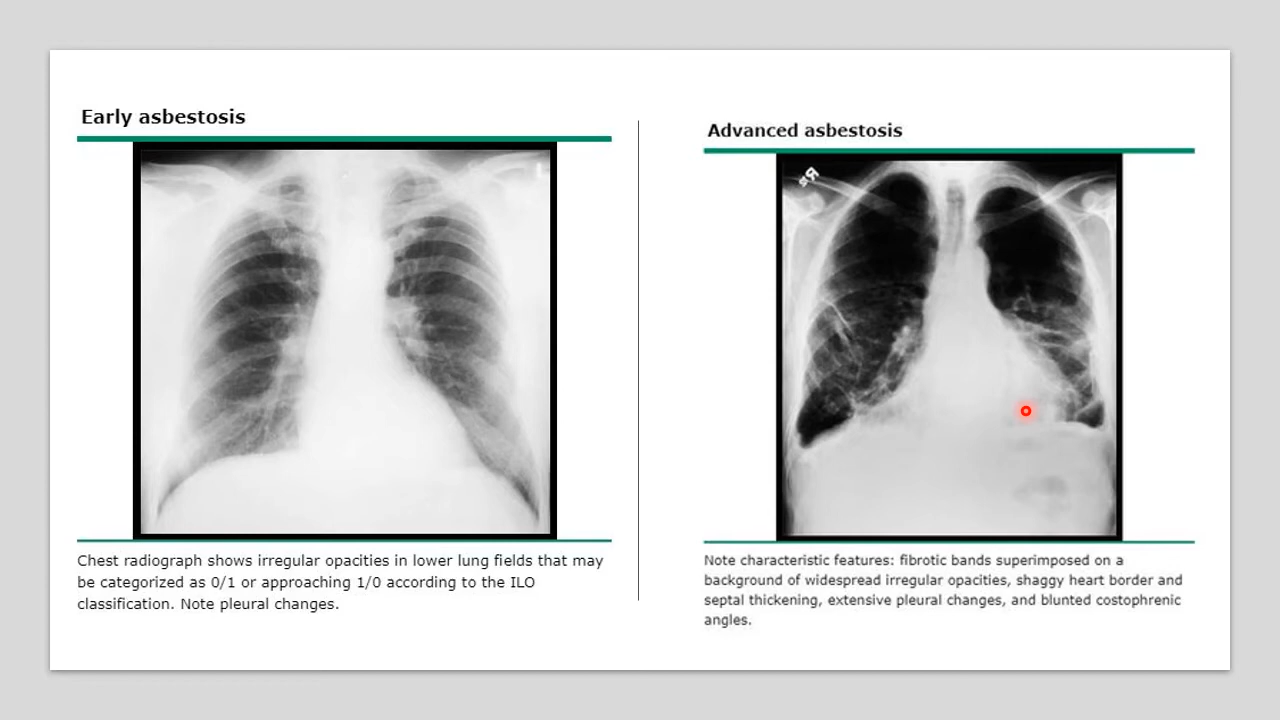 Early asbestosis
Chest radiograph shows irregular opacities in lower lung fields that may
be categorized as 0/1 or approaching 1/0 according to the ILO
classification. Note pleural changes.
Advanced asbestosis
Note characteristic features: fibrotic bands superimposed on a
background of widespread irregular opacities, shaggy heart border and
septal thickening, extensive pleural changes, and blunted costophrenic
angles.